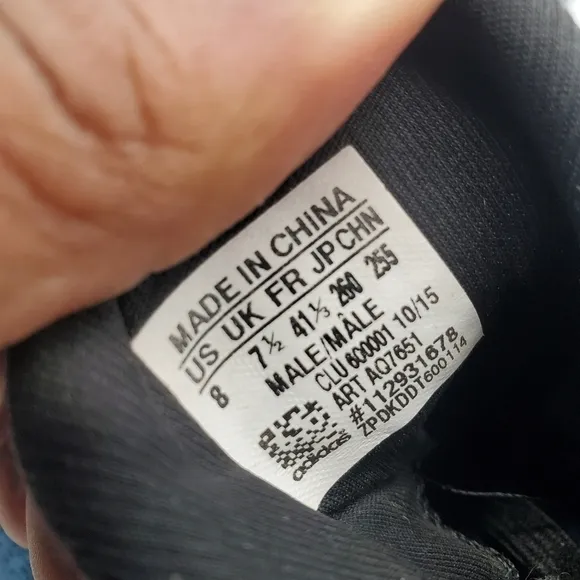 MADE IN CHINA
US UK FR JP CHN
8 7½ 41⅓ 260 255
MALE/MÂLE
CLU 600001 10/15
ART AQ7651
#112931678
ZPDKDDT600114
adidas